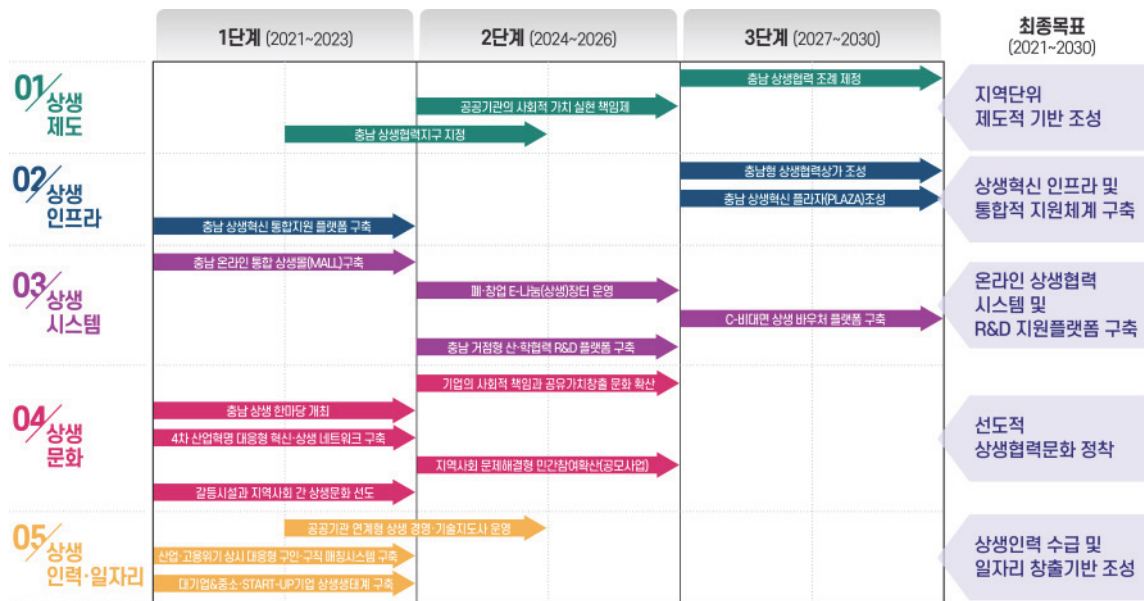 1단계 (2021~2023)
2단계 (2024~2026)
3단계 (2027~2030)
최종목표
(2021~2030)
01/상생
제도
충남 상생협력 조례 제정
공공기관의 사회적 가치 실현 책임제
충남 상생협력지구 지정
지역단위
제도적 기반 조성
02/상생
인프라
충남형 상생협력상가 조성
충남 상생혁신 플라자(PLAZA)조성
충남 상생혁신 통합지원 플랫폼 구축
상생혁신 인프라 및
통합적 지원체계 구축
03/상생
시스템
충남 온라인 통합 상생몰(MALL)구축
폐·창업 E-나눔(상생)장터 운영
C-비대면 상생 바우처 플랫폼 구축
충남 거점형 산·학협력 R&D 플랫폼 구축
온라인 상생협력
시스템 및
R&D 지원플랫폼 구축
04/상생
문화
기업의 사회적 책임과 공유가치창출 문화 확산
충남 상생 한마당 개최
4차 산업혁명 대응형 혁신·상생 네트워크 구축
지역사회 문제해결형 민간참여확산(공모사업)
갈등시설과 지역사회 간 상생문화 선도
선도적
상생협력문화 정착
05/상생
인력·일자리
공공기관 연계형 상생 경영·기술지도사 운영
산업·고용위기 상시 대응형 구인·구직 매칭시스템 구축
대기업&중소·START-UP기업 상생생태계 구축
상생인력 수급 및
일자리 창출기반 조성